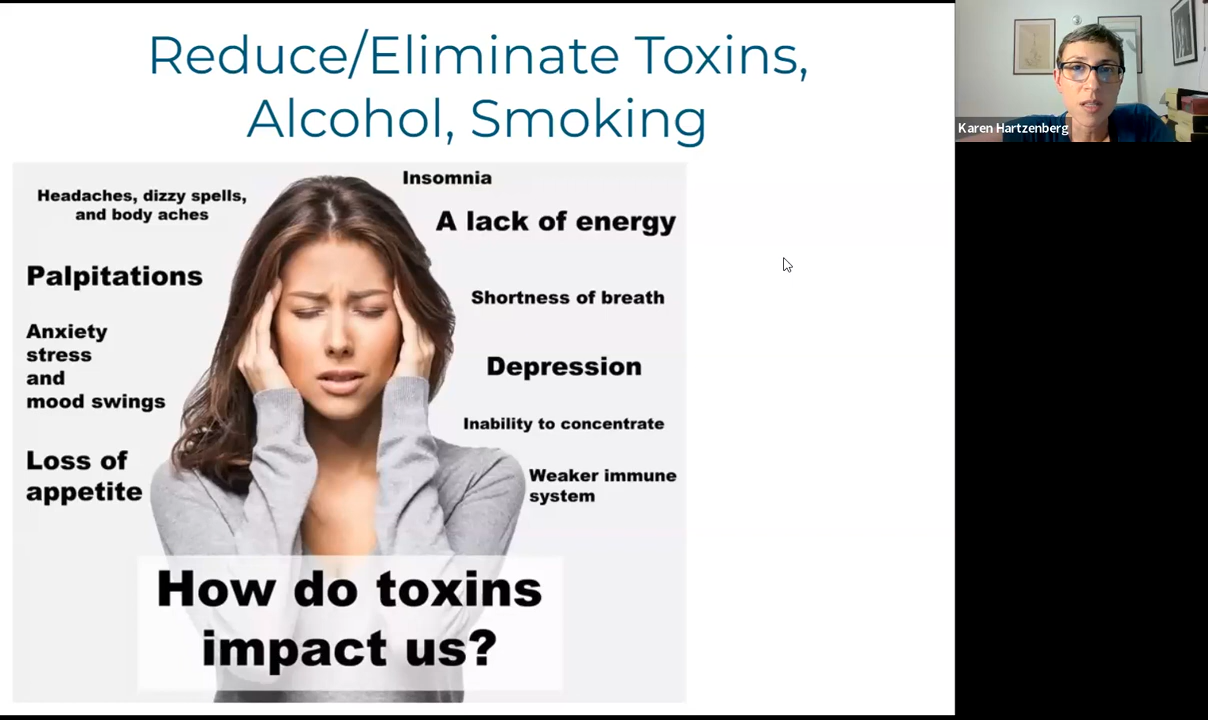 Reduce/Eliminate Toxins,
Alcohol, Smoking
Headaches, dizzy spells,
and body aches
Insomnia
A lack of energy
Palpitations
Shortness of breath
Anxiety
stress
and
mood swings
Depression
Inability to concentrate
Loss of
appetite
Weaker immune
system
How do toxins
impact us?
Karen Hartzenberg